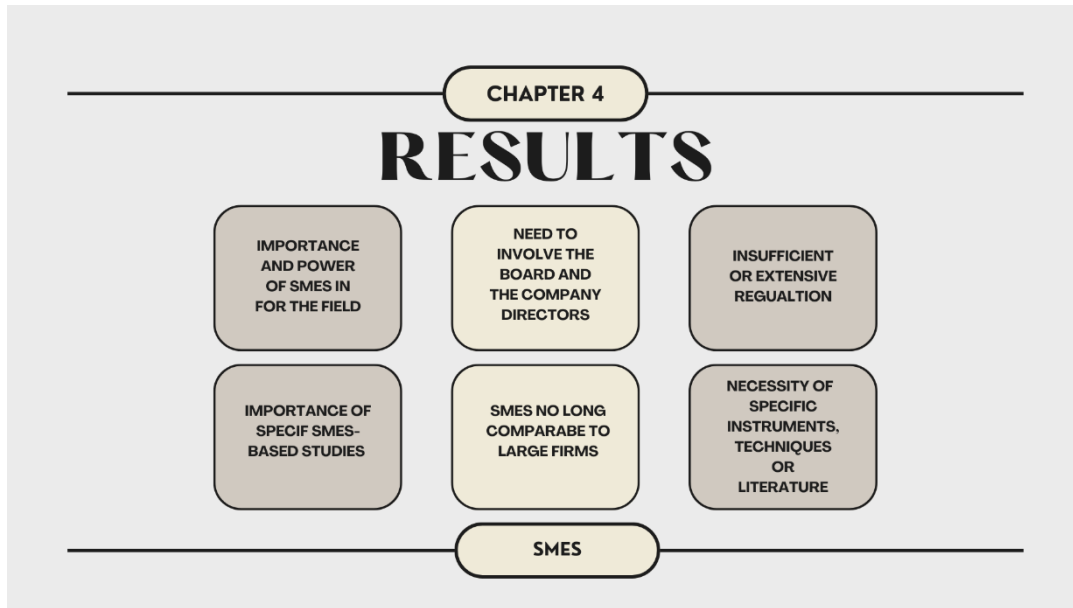 CHAPTER 4
RESULTS
IMPORTANCE
AND POWER
OF SMES IN
FOR THE FIELD
NEED TO
INVOLVE THE
BOARD AND
THE COMPANY
DIRECTORS
INSUFFICIENT
OR EXTENSIVE
REGUALTION
IMPORTANCE OF
SPECIF SMES-
BASED STUDIES
SMES NO LONG
COMPARABE TO
LARGE FIRMS
NECESSITY OF
SPECIFIC
INSTRUMENTS,
TECHNIQUES
OR
LITERATURE
SMES